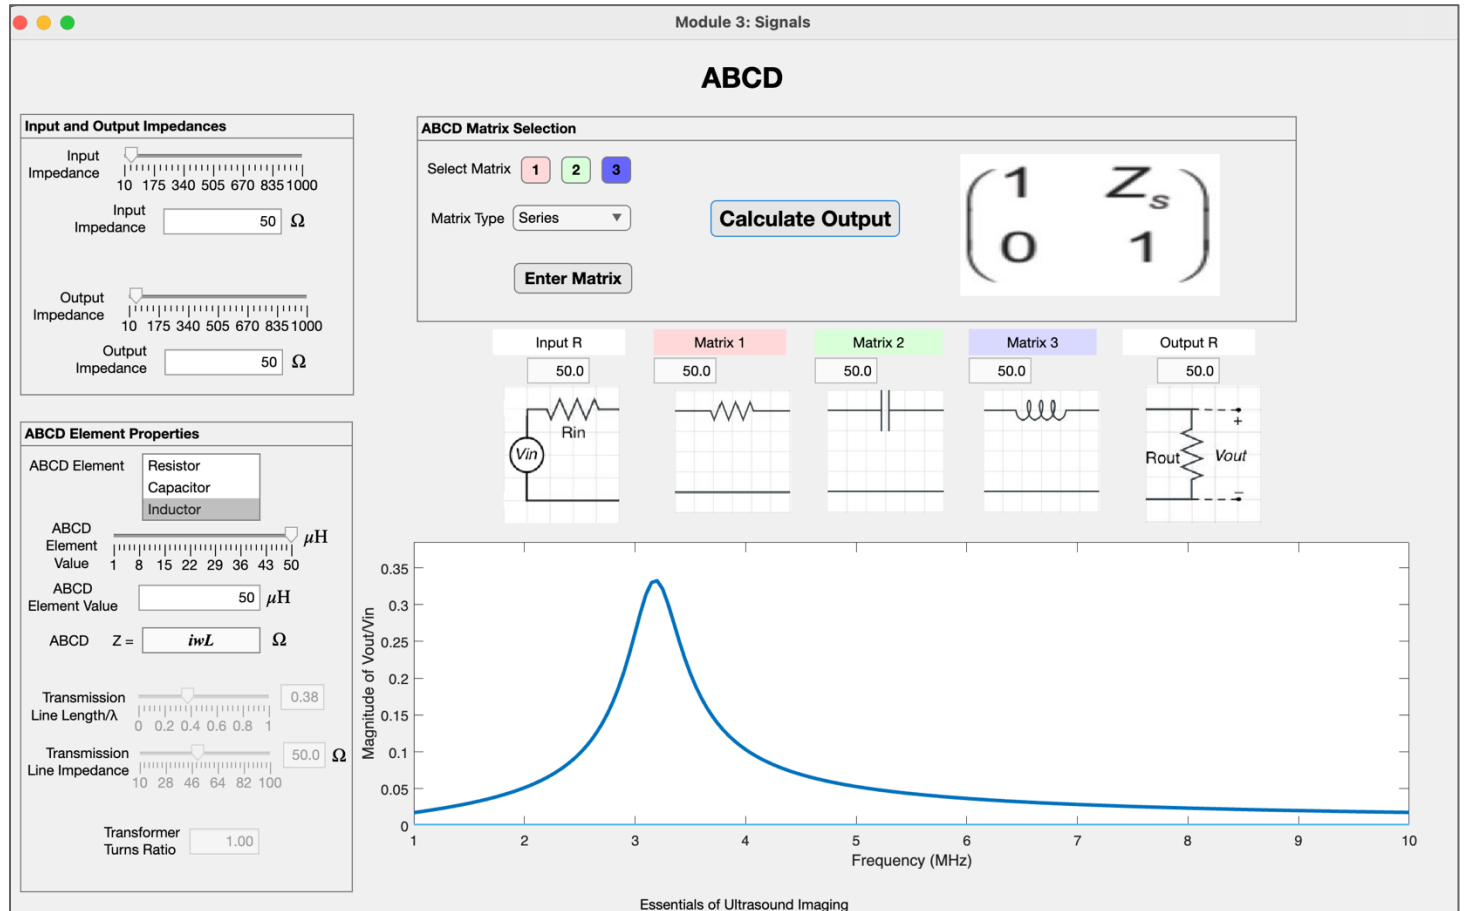 Module 3: Signals
ABCD
Input and Output Impedances
Input
Impedance
10 175 340 505 670 835 1000
Input
Impedance
50 Ω
Output
Impedance
10 175 340 505 670 835 1000
Output
Impedance
50 Ω
ABCD Matrix Selection
Select Matrix 1 2 3
Matrix Type Series
Calculate Output
Enter Matrix
1 Zs
0 1
Input R Matrix 1 Matrix 2 Matrix 3 Output R
50.0 50.0 50.0 50.0 50.0
Rin
Vin
Rout Vout
+
−
ABCD Element Properties
ABCD Element
Resistor
Capacitor
Inductor
ABCD
Element
Value
μH
1 8 15 22 29 36 43 50
ABCD
Element Value
50 μH
ABCD Z = iwL Ω
Transmission
Line Length/λ
0.38
0 0.2 0.4 0.6 0.8 1
Transmission
Line Impedance
50.0 Ω
10 28 46 64 82 100
Transformer
Turns Ratio
1.00
Magnitude of Vout/Vin
0.35
0.3
0.25
0.2
0.15
0.1
0.05
0
1 2 3 4 5 6 7 8 9 10
Frequency (MHz)
Essentials of Ultrasound Imaging